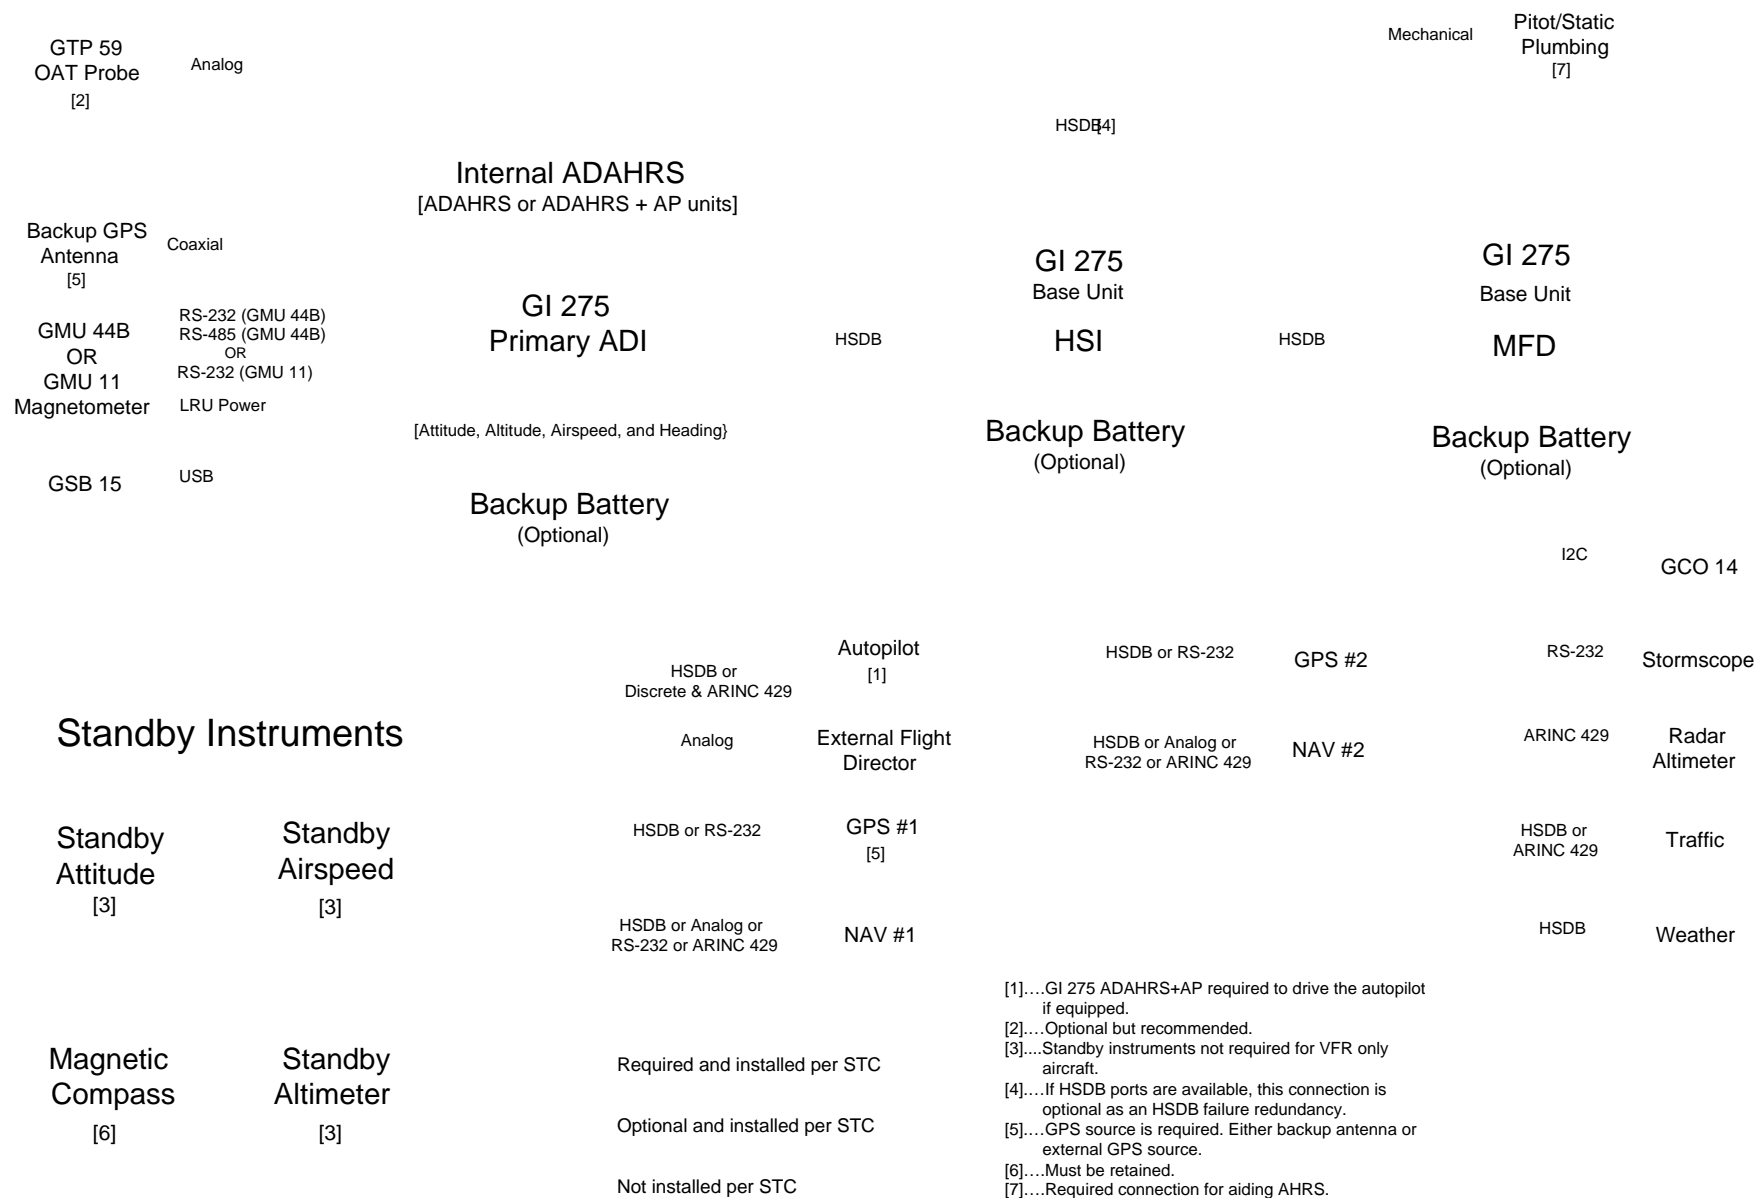 GTP 59
OAT Probe
[2]
Analog
Mechanical
Pitot/Static
Plumbing
[7]
HSDB[4]
Internal ADAHRS
[ADAHRS or ADAHRS + AP units]
Backup GPS
Antenna
[5]
Coaxial
GMU 44B
OR
GMU 11
Magnetometer
RS-232 (GMU 44B)
RS-485 (GMU 44B)
OR
RS-232 (GMU 11)
LRU Power
GSB 15
USB
GI 275
Primary ADI
[Attitude, Altitude, Airspeed, and Heading}
Backup Battery
(Optional)
HSDB
GI 275
Base Unit
HSI
Backup Battery
(Optional)
HSDB
GI 275
Base Unit
MFD
Backup Battery
(Optional)
I2C
GCO 14
HSDB or
Discrete & ARINC 429
Autopilot
[1]
HSDB or RS-232
GPS #2
RS-232
Stormscope
Standby Instruments
Analog
External Flight
Director
HSDB or Analog or
RS-232 or ARINC 429
NAV #2
ARINC 429
Radar
Altimeter
Standby
Attitude
[3]
Standby
Airspeed
[3]
HSDB or RS-232
GPS #1
[5]
HSDB or
ARINC 429
Traffic
HSDB or Analog or
RS-232 or ARINC 429
NAV #1
HSDB
Weather
Magnetic
Compass
[6]
Standby
Altimeter
[3]
Required and installed per STC
Optional and installed per STC
Not installed per STC
[1]….GI 275 ADAHRS+AP required to drive the autopilot
if equipped.
[2]….Optional but recommended.
[3]....Standby instruments not required for VFR only
aircraft.
[4]….If HSDB ports are available, this connection is
optional as an HSDB failure redundancy.
[5]….GPS source is required. Either backup antenna or
external GPS source.
[6]….Must be retained.
[7]….Required connection for aiding AHRS.